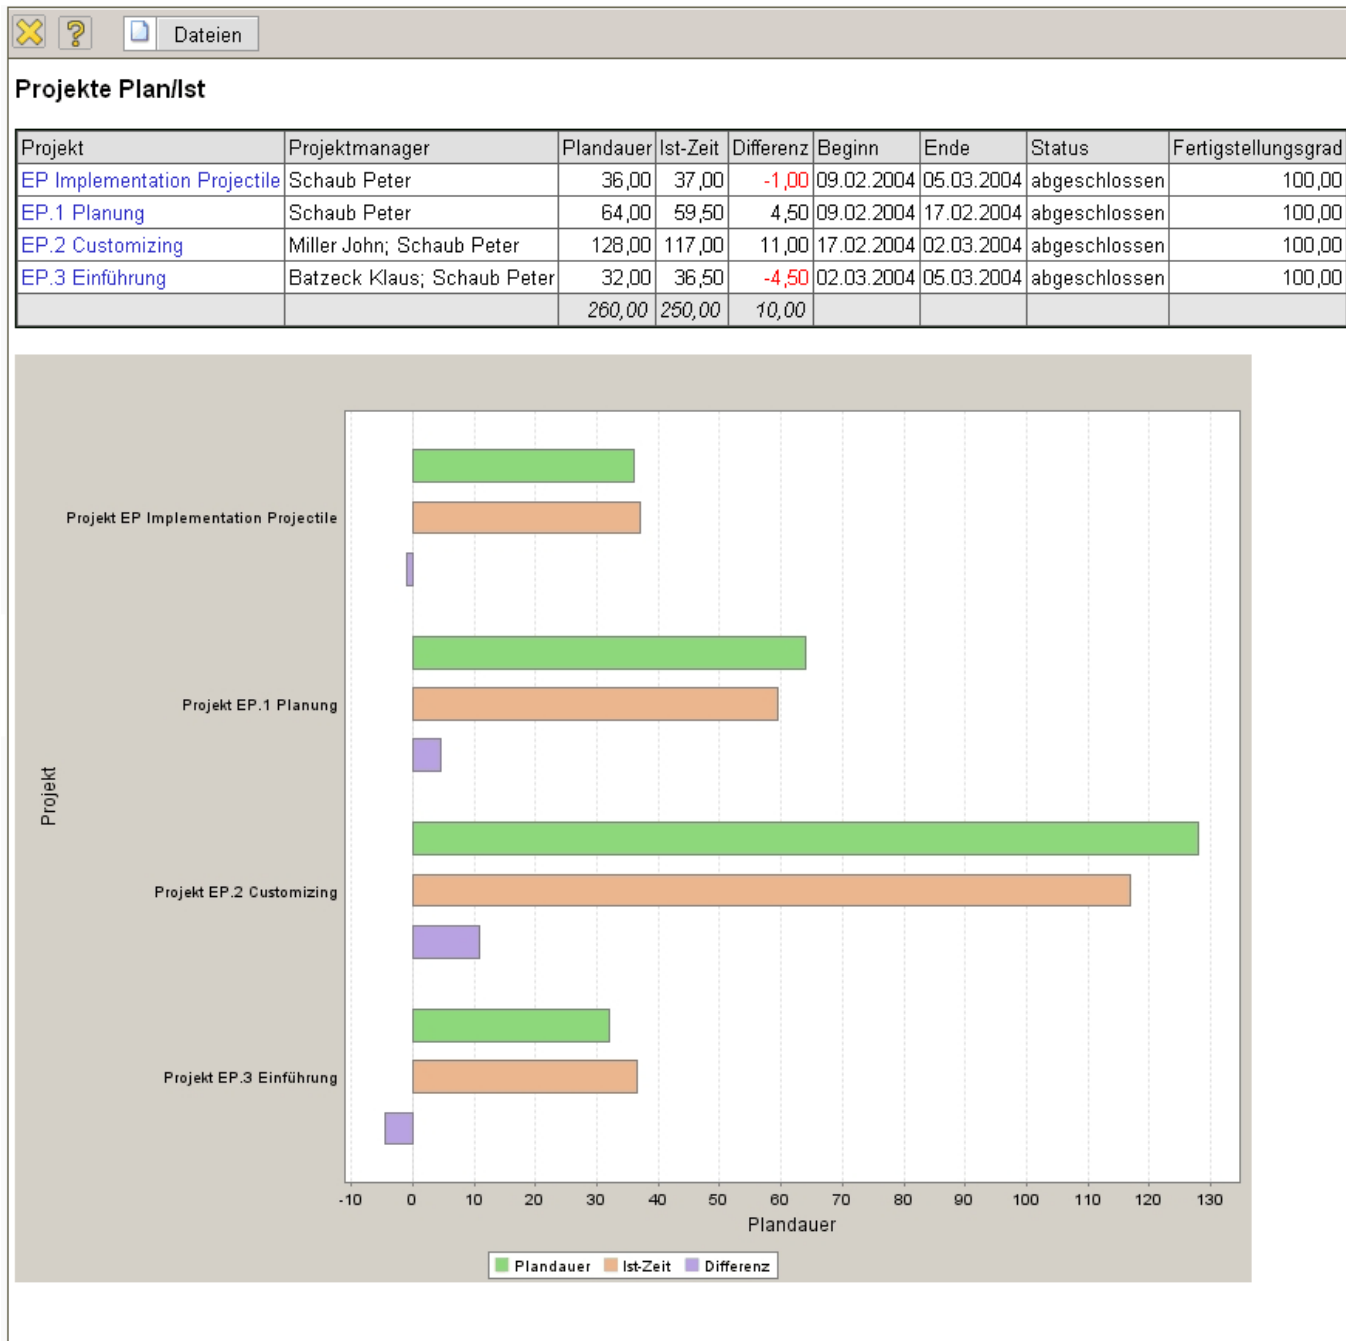 Dateien
Projekte Plan/Ist
Projekt Projektmanager Plandauer Ist-Zeit Differenz Beginn Ende Status Fertigstellungsgrad
EP Implementation Projectile Schaub Peter 36,00 37,00 -1,00 09.02.2004 05.03.2004 abgeschlossen 100,00
EP.1 Planung Schaub Peter 64,00 59,50 4,50 09.02.2004 17.02.2004 abgeschlossen 100,00
EP.2 Customizing Miller John; Schaub Peter 128,00 117,00 11,00 17.02.2004 02.03.2004 abgeschlossen 100,00
EP.3 Einführung Batzeck Klaus; Schaub Peter 32,00 36,50 -4,50 02.03.2004 05.03.2004 abgeschlossen 100,00
260,00 250,00 10,00
Projekt EP Implementation Projectile
Projekt EP.1 Planung
Projekt
Projekt EP.2 Customizing
Projekt EP.3 Einführung
-10 0 10 20 30 40 50 60 70 80 90 100 110 120 130
Plandauer
Plandauer Ist-Zeit Differenz